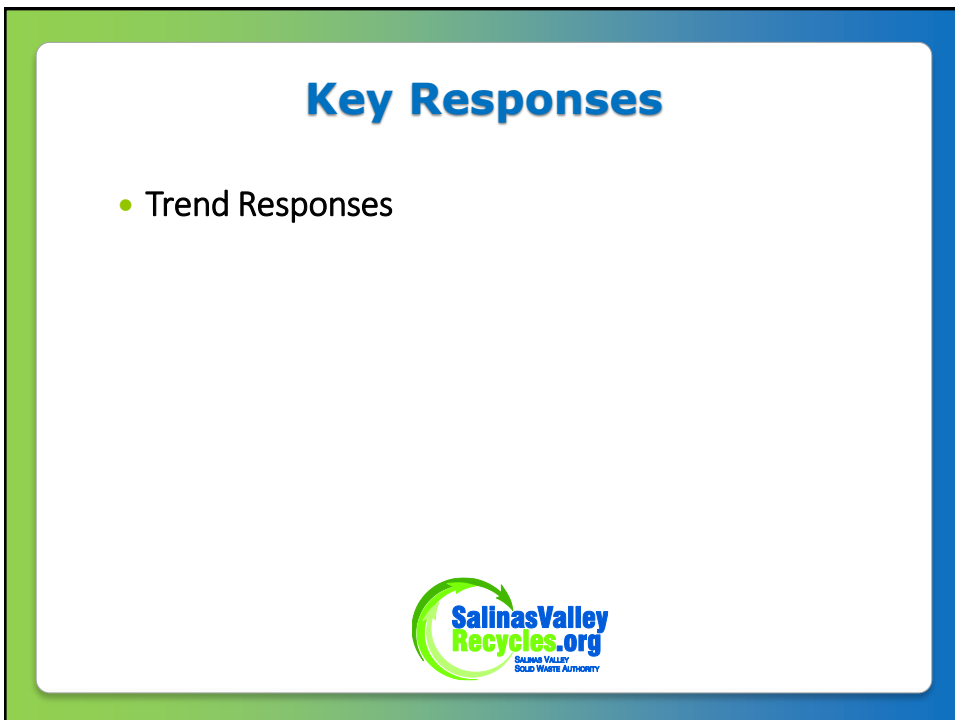 Key Responses
• Trend Responses
SalinasValley
Recycles.org
SALINAS VALLEY
SOLID WASTE AUTHORITY